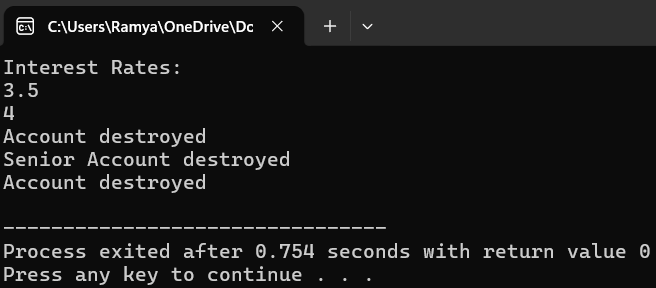 C:\Users\Ramya\OneDrive\Dc
Interest Rates:
3.5
4
Account destroyed
Senior Account destroyed
Account destroyed
--------------------------------
Process exited after 0.754 seconds with return value 0
Press any key to continue . . .